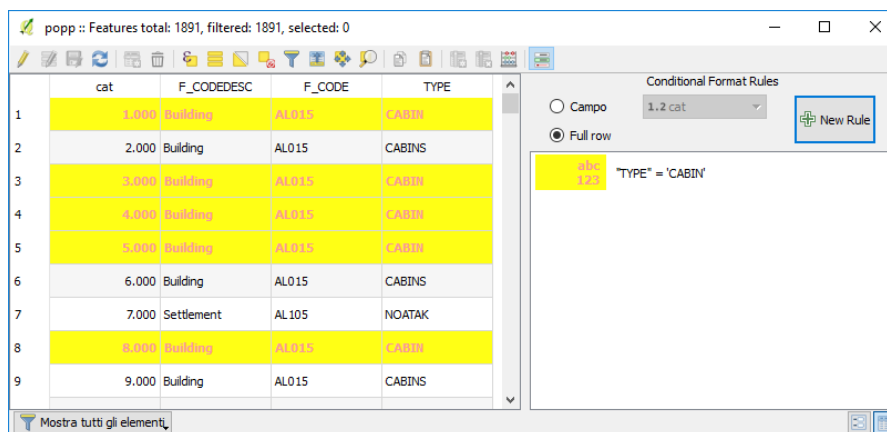 popp :: Features total: 1891, filtered: 1891, selected: 0
cat F_CODEDESC F_CODE TYPE
1 1.000 Building AL015 CABIN
2 2.000 Building AL015 CABINS
3 3.000 Building AL015 CABIN
4 4.000 Building AL015 CABIN
5 5.000 Building AL015 CABIN
6 6.000 Building AL015 CABINS
7 7.000 Settlement AL105 NOATAK
8 8.000 Building AL015 CABIN
9 9.000 Building AL015 CABINS
Mostra tutti gli elementi
Conditional Format Rules
Campo 1.2 cat
Full row
New Rule
abc
123
"TYPE" = 'CABIN'